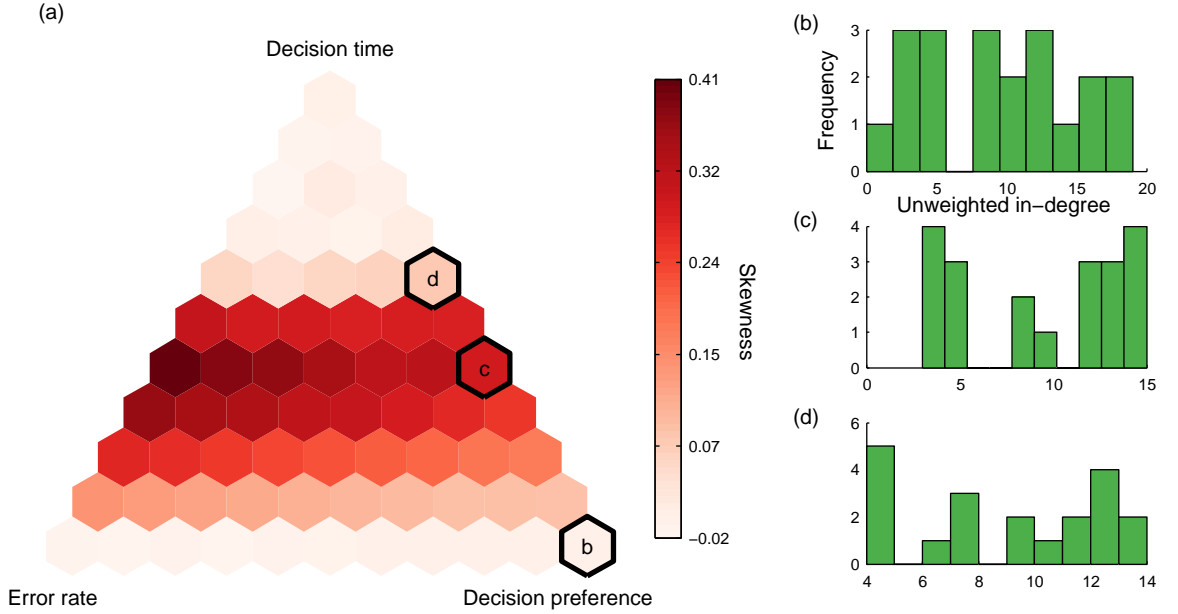 (a)
Decision time
d
c
b
Error rate
Decision preference
0.41
0.32
0.24
0.15
0.07
−0.02
Skewness
(b)
Frequency
3
2
1
0
0 5 10 15 20
Unweighted in−degree
(c)
4
3
2
1
0
0 5 10 15
(d)
6
4
2
0
4 6 8 10 12 14